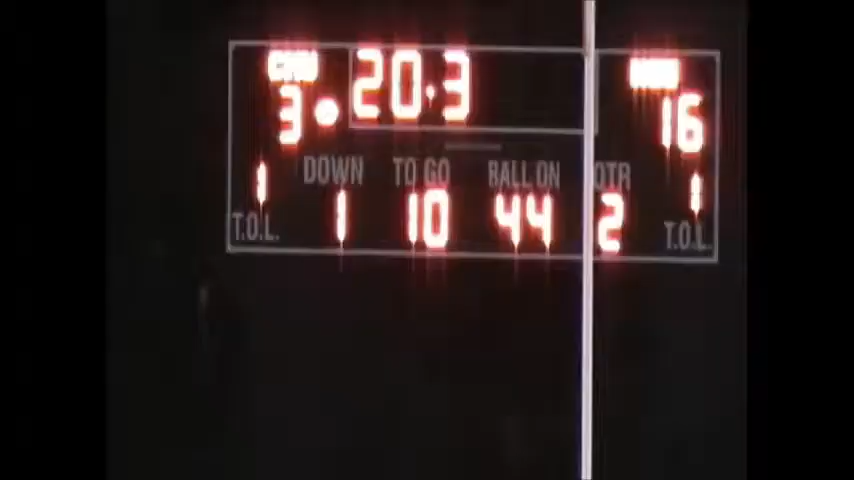 20.3
3 16
DOWN TO GO BALL ON QTR
1 1 10 44 2 1
T.O.L. T.O.L.